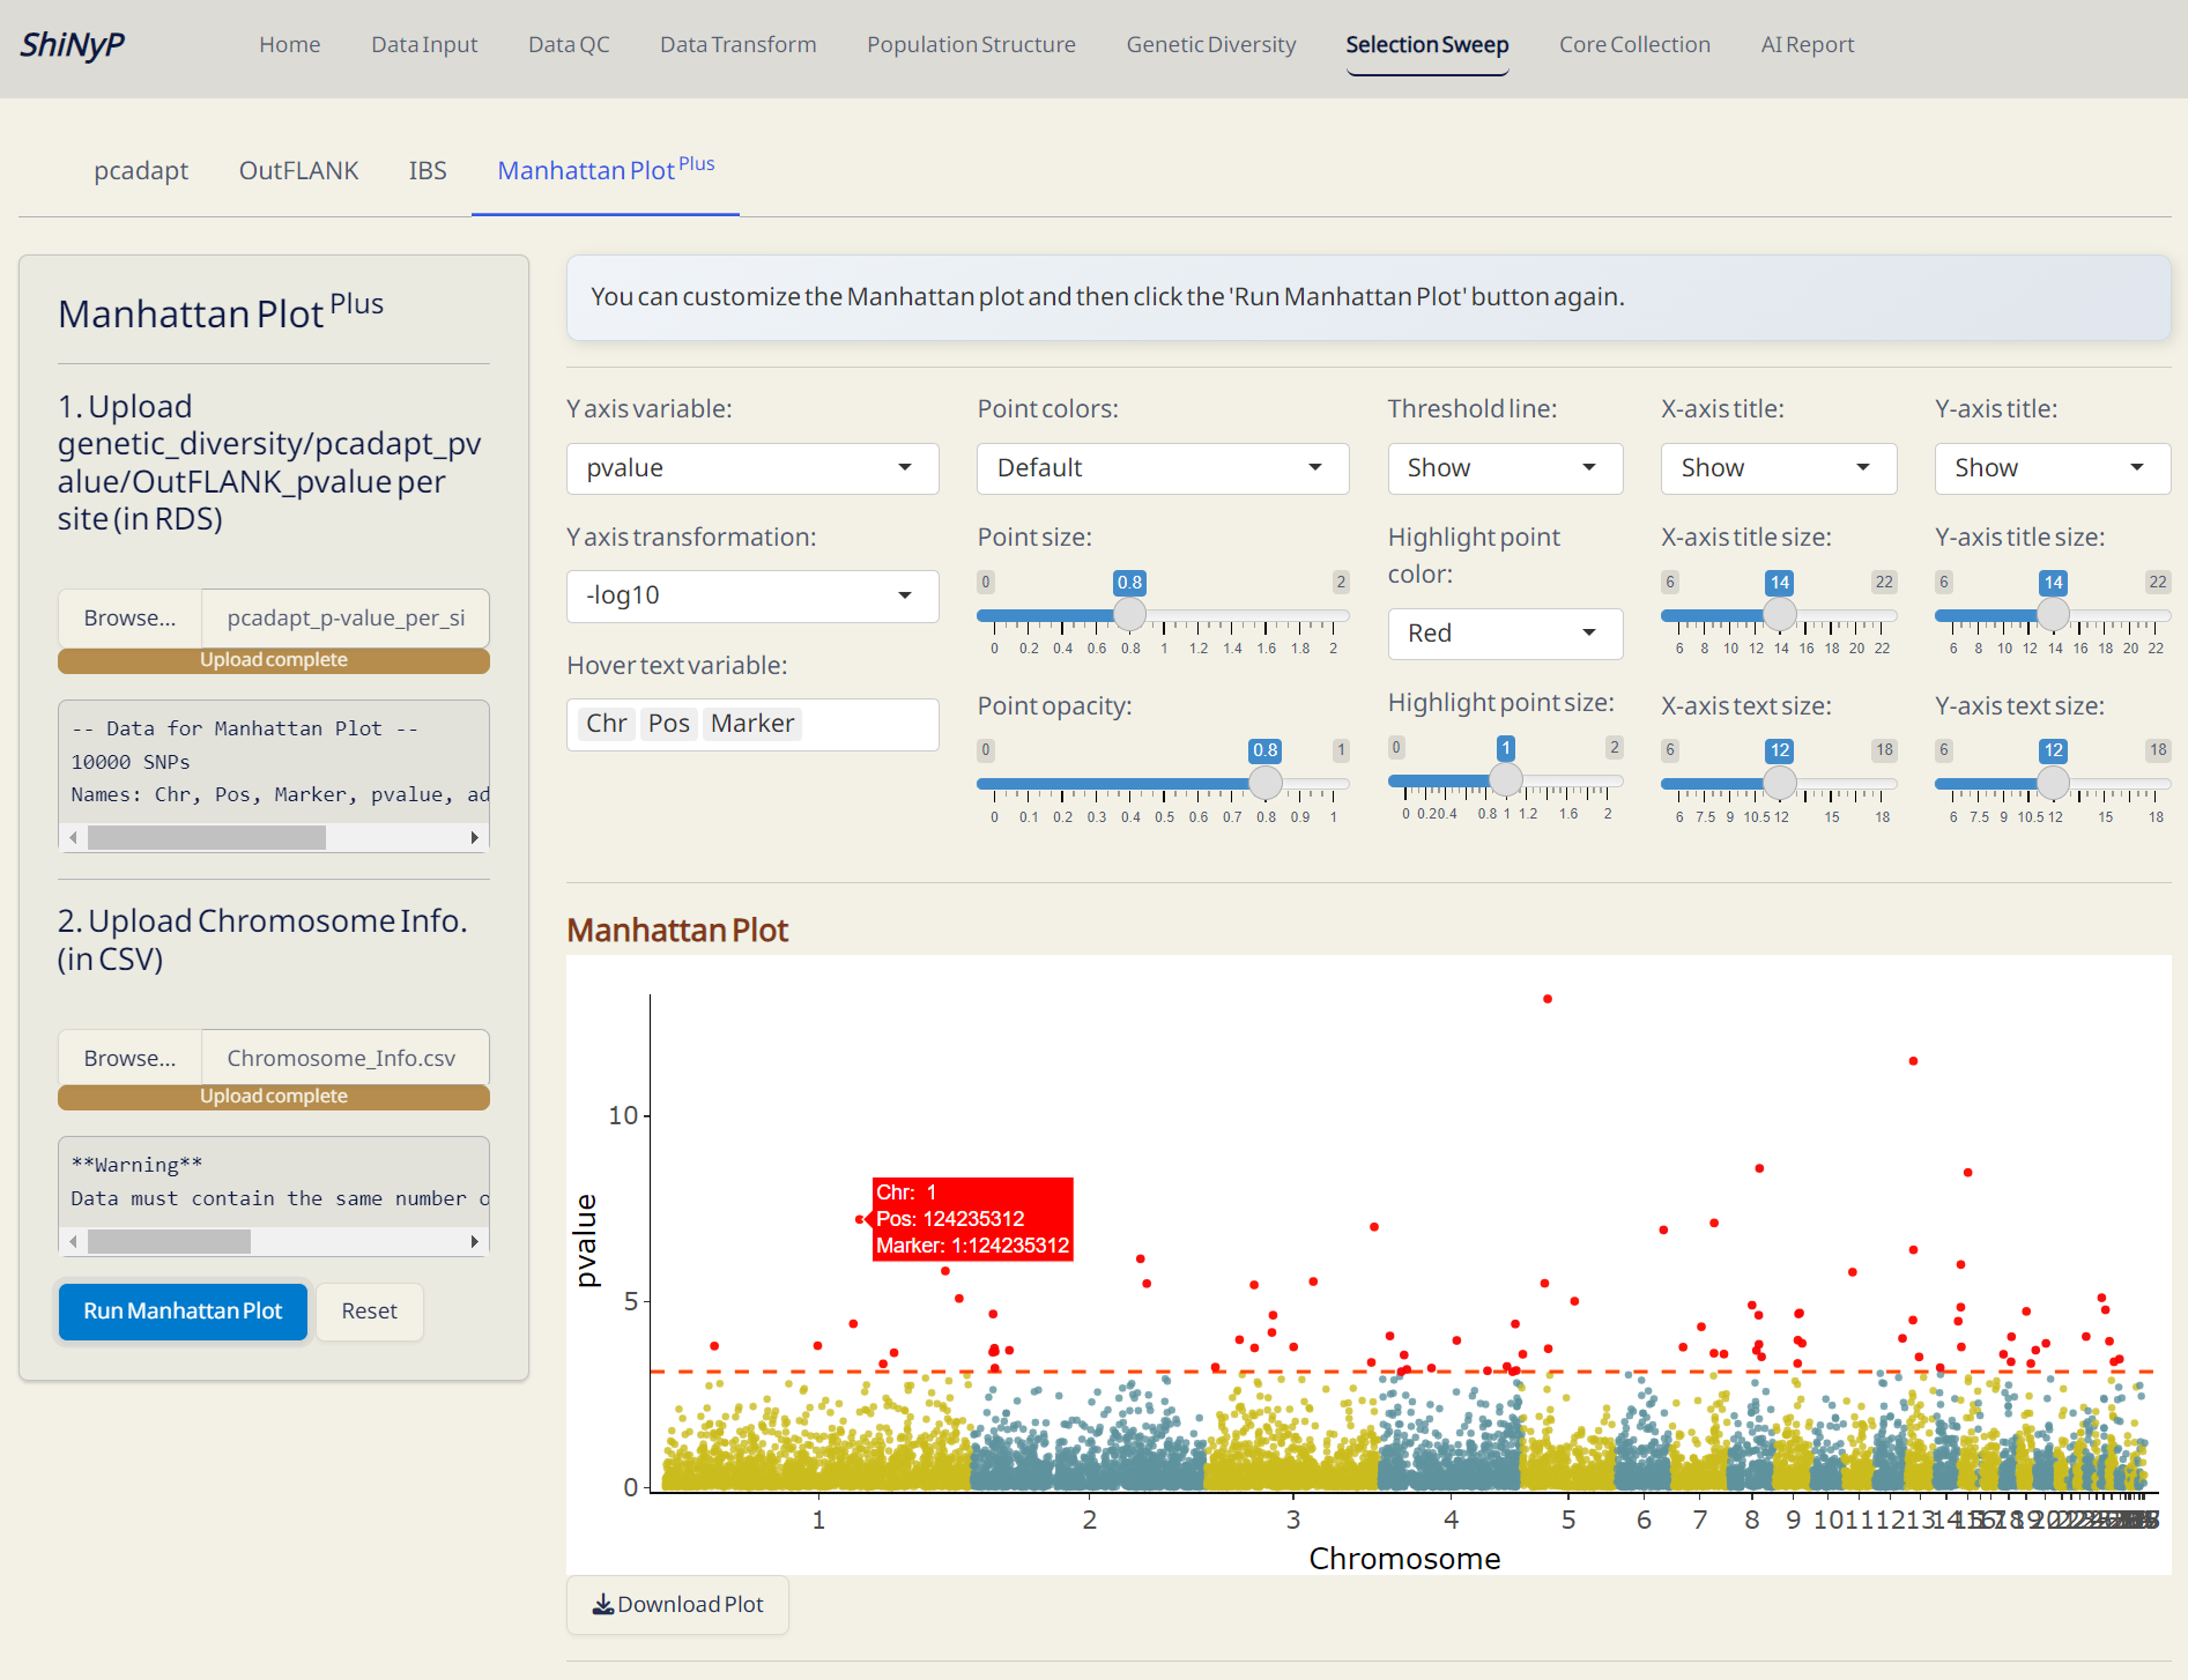 ShiNyP
Home Data Input Data QC Data Transform Population Structure Genetic Diversity Selection Sweep Core Collection AI Report
pcadapt OutFLANK IBS Manhattan Plot Plus
Manhattan Plot Plus
1. Upload
genetic_diversity/pcadapt_pv
alue/OutFLANK_pvalue per
site (in RDS)
Browse... pcadapt_p-value_per_si
Upload complete
-- Data for Manhattan Plot --
10000 SNPs
Names: Chr, Pos, Marker, pvalue, ad
2. Upload Chromosome Info.
(in CSV)
Browse... Chromosome_Info.csv
Upload complete
**Warning**
Data must contain the same number o
Run Manhattan Plot Reset
You can customize the Manhattan plot and then click the 'Run Manhattan Plot' button again.
Y axis variable:
pvalue
Y axis transformation:
-log10
Hover text variable:
Chr Pos Marker
Point colors:
Default
Point size:
0 0.8 2
0 0.2 0.4 0.6 0.8 1 1.2 1.4 1.6 1.8 2
Point opacity:
0 0.8 1
0 0.1 0.2 0.3 0.4 0.5 0.6 0.7 0.8 0.9 1
Threshold line:
Show
Highlight point
color:
Red
Highlight point size:
0 1 2
0 0.2 0.4 0.8 1 1.2 1.6 2
X-axis title:
Show
X-axis title size:
6 14 22
6 8 10 12 14 16 18 20 22
X-axis text size:
6 12 18
6 7.5 9 10.5 12 15 18
Y-axis title:
Show
Y-axis title size:
6 14 22
6 8 10 12 14 16 18 20 22
Y-axis text size:
6 12 18
6 7.5 9 10.5 12 15 18
Manhattan Plot
10
5
0
pvalue
Chr: 1
Pos: 124235312
Marker: 1:124235312
1 2 3 4 5 6 7 8 9 10 11 12 13 14
Chromosome
Download Plot